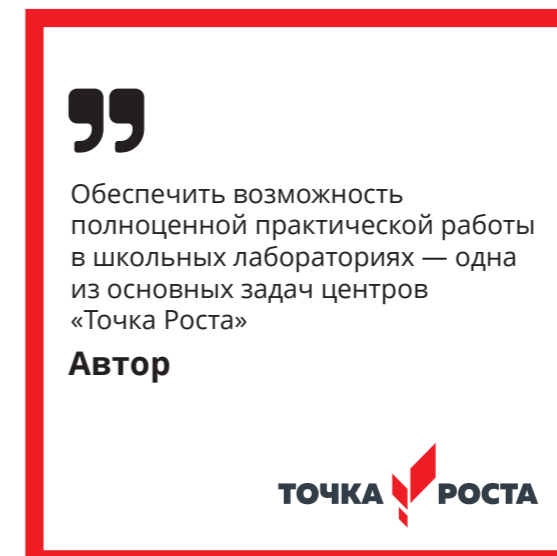 Обеспечить возможность
полноценной практической работы
в школьных лабораториях — одна
из основных задач центров
«Точка Роста»
Автор
ТОЧКА РОСТА